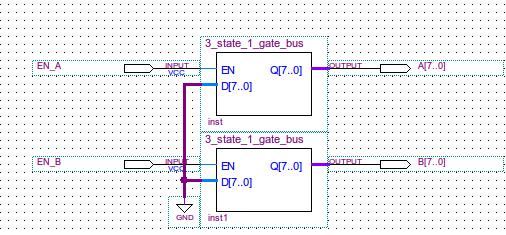 3_state_1_gate_bus
EN_A INPUT VCC EN Q[7..0] OUTPUT A[7..0]
D[7..0]
inst
3_state_1_gate_bus
EN_B INPUT VCC EN Q[7..0] OUTPUT B[7..0]
D[7..0]
GND
inst1